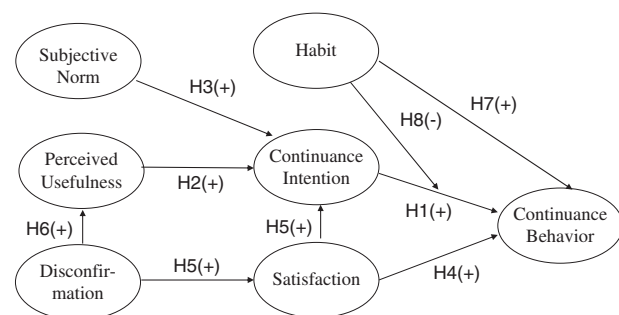 Subjective
Norm
Habit
H3(+)
H8(-)
H7(+)
Perceived
Usefulness
H2(+)
Continuance
Intention
H1(+)
Continuance
Behavior
H6(+)
H5(+)
Disconfir-
mation
H5(+)
Satisfaction
H4(+)